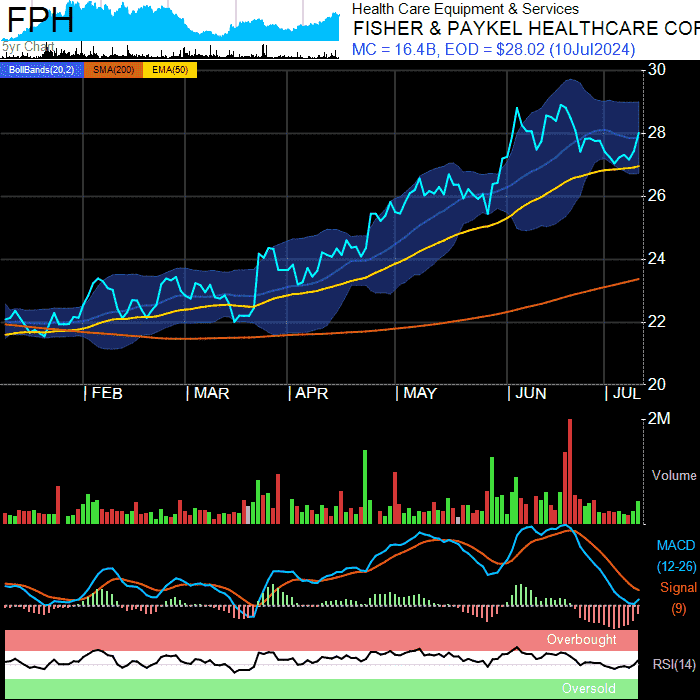 FPH
Health Care Equipment & Services
FISHER & PAYKEL HEALTHCARE COR
5yr Chart
MC = 16.4B, EOD = $28.02 (10Jul2024)
BollBands(20,2) SMA(200) EMA(50)
30
28
26
24
22
20
FEB MAR APR MAY JUN JUL
2M
Volume
MACD
(12-26)
Signal
(9)
Overbought
RSI(14)
Oversold